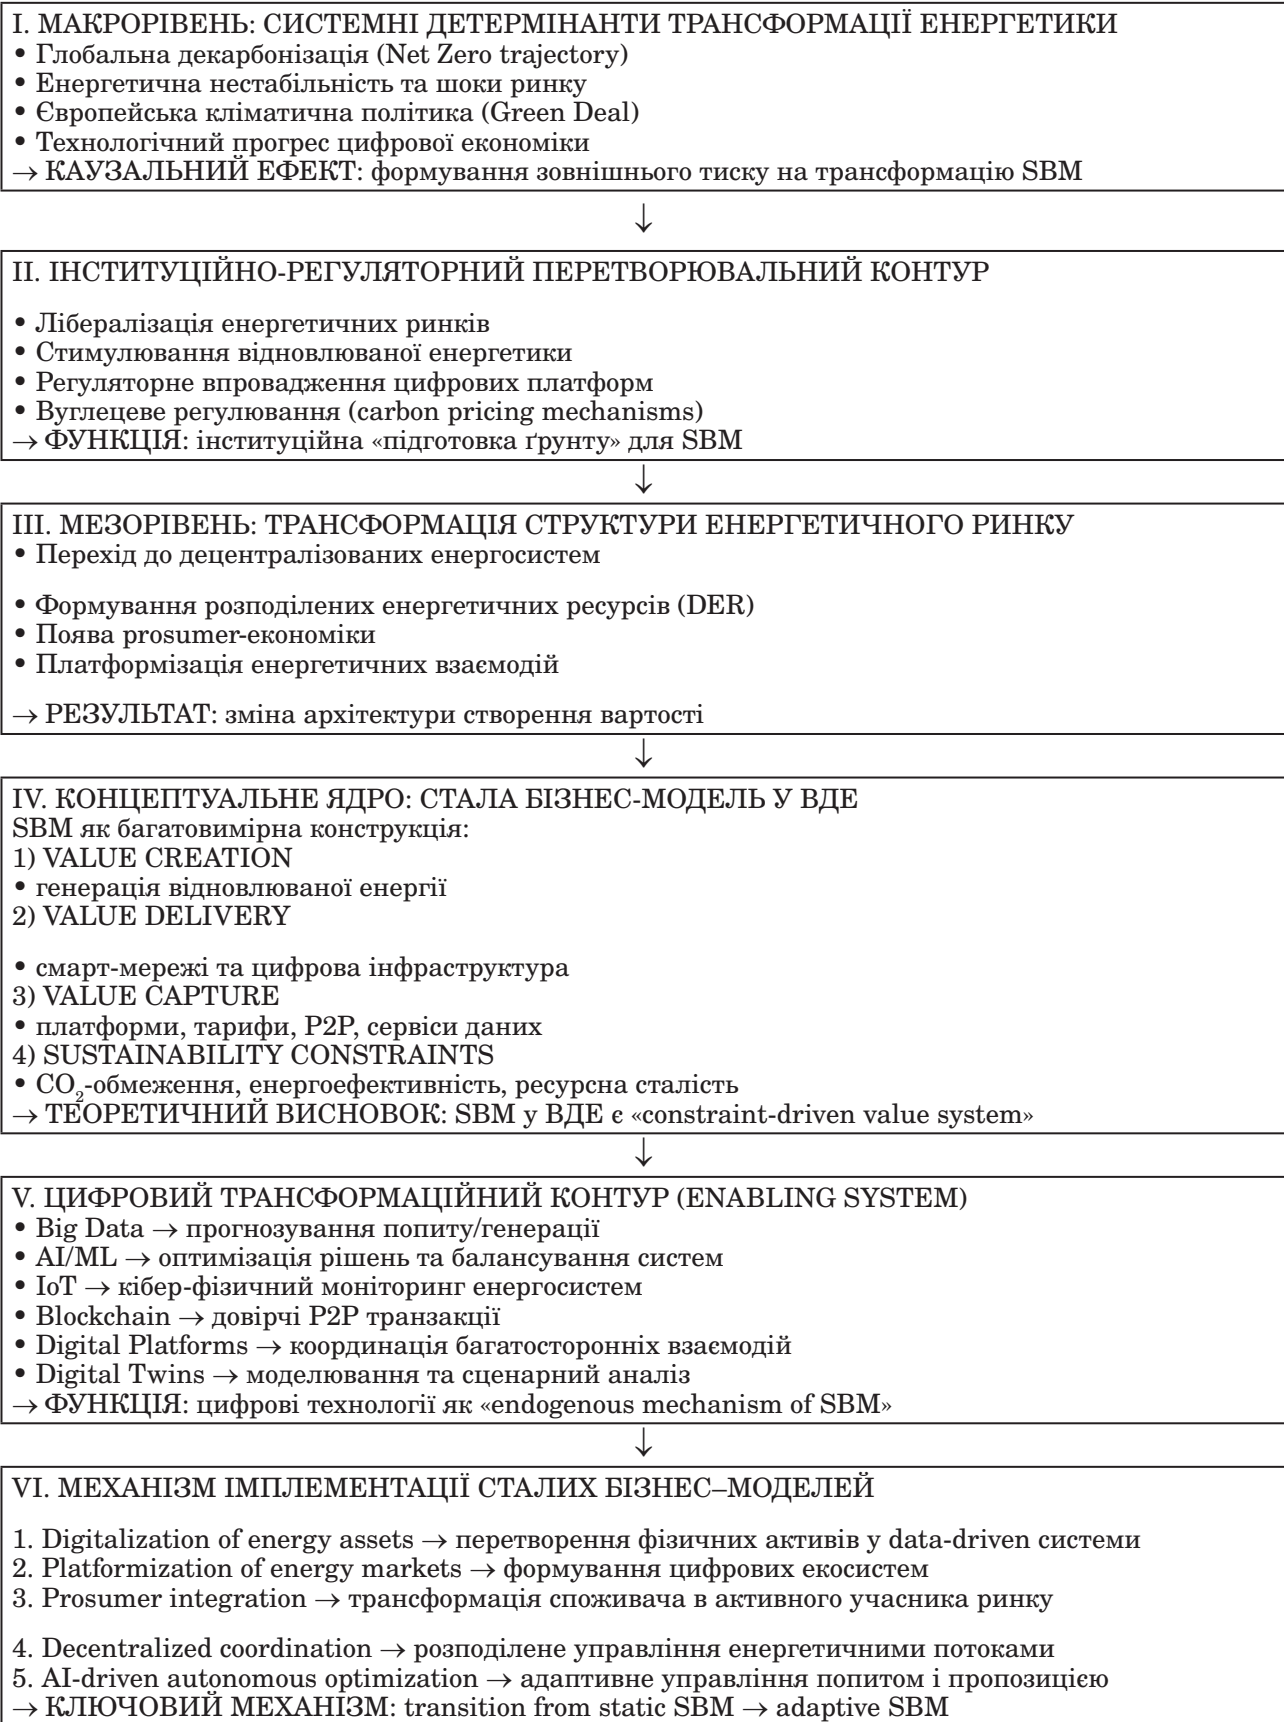 I. МАКРОРІВЕНЬ: СИСТЕМНІ ДЕТЕРМІНАНТИ ТРАНСФОРМАЦІЇ ЕНЕРГЕТИКИ
• Глобальна декарбонізація (Net Zero trajectory)
• Енергетична нестабільність та шоки ринку
• Європейська кліматична політика (Green Deal)
• Технологічний прогрес цифрової економіки
→ КАУЗАЛЬНИЙ ЕФЕКТ: формування зовнішнього тиску на трансформацію SBM
↓
II. ІНСТИТУЦІЙНО-РЕГУЛЯТОРНИЙ ПЕРЕТВОРЮВАЛЬНИЙ КОНТУР
• Лібералізація енергетичних ринків
• Стимулювання відновлюваної енергетики
• Регуляторне впровадження цифрових платформ
• Вуглецеве регулювання (carbon pricing mechanisms)
→ ФУНКЦІЯ: інституційна «підготовка ґрунту» для SBM
↓
III. МЕЗОРІВЕНЬ: ТРАНСФОРМАЦІЯ СТРУКТУРИ ЕНЕРГЕТИЧНОГО РИНКУ
• Перехід до децентралізованих енергосистем
• Формування розподілених енергетичних ресурсів (DER)
• Поява prosumer-економіки
• Платформізація енергетичних взаємодій
→ РЕЗУЛЬТАТ: зміна архітектури створення вартості
↓
IV. КОНЦЕПТУАЛЬНЕ ЯДРО: СТАЛА БІЗНЕС-МОДЕЛЬ У ВДЕ
SBM як багатовимірна конструкція:
1) VALUE CREATION
• генерація відновлюваної енергії
2) VALUE DELIVERY
• смарт-мережі та цифрова інфраструктура
3) VALUE CAPTURE
• платформи, тарифи, P2P, сервіси даних
4) SUSTAINABILITY CONSTRAINTS
• CO₂-обмеження, енергоефективність, ресурсна сталість
→ ТЕОРЕТИЧНИЙ ВИСНОВОК: SBM у ВДЕ є «constraint-driven value system»
↓
V. ЦИФРОВИЙ ТРАНСФОРМАЦІЙНИЙ КОНТУР (ENABLING SYSTEM)
• Big Data → прогнозування попиту/генерації
• AI/ML → оптимізація рішень та балансування систем
• IoT → кібер-фізичний моніторинг енергосистем
• Blockchain → довірчі P2P транзакції
• Digital Platforms → координація багатосторонніх взаємодій
• Digital Twins → моделювання та сценарний аналіз
→ ФУНКЦІЯ: цифрові технології як «endogenous mechanism of SBM»
↓
VI. МЕХАНІЗМ ІМПЛЕМЕНТАЦІЇ СТАЛИХ БІЗНЕС–МОДЕЛЕЙ
1. Digitalization of energy assets → перетворення фізичних активів у data-driven системи
2. Platformization of energy markets → формування цифрових екосистем
3. Prosumer integration → трансформація споживача в активного учасника ринку
4. Decentralized coordination → розподілене управління енергетичними потоками
5. AI-driven autonomous optimization → адаптивне управління попитом і пропозицією
→ КЛЮЧОВИЙ МЕХАНІЗМ: transition from static SBM → adaptive SBM